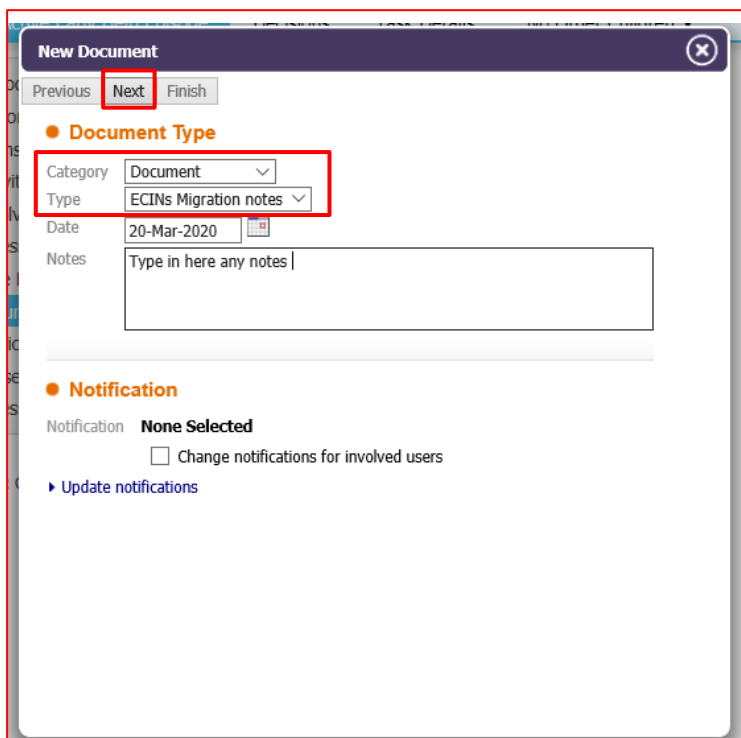 Decisions
New Document
Previous Next Finish
Document Type
Category Document
Type ECINs Migration notes
Date 20-Mar-2020
Notes Type in here any notes
Notification
Notification None Selected
Change notifications for involved users
Update notifications